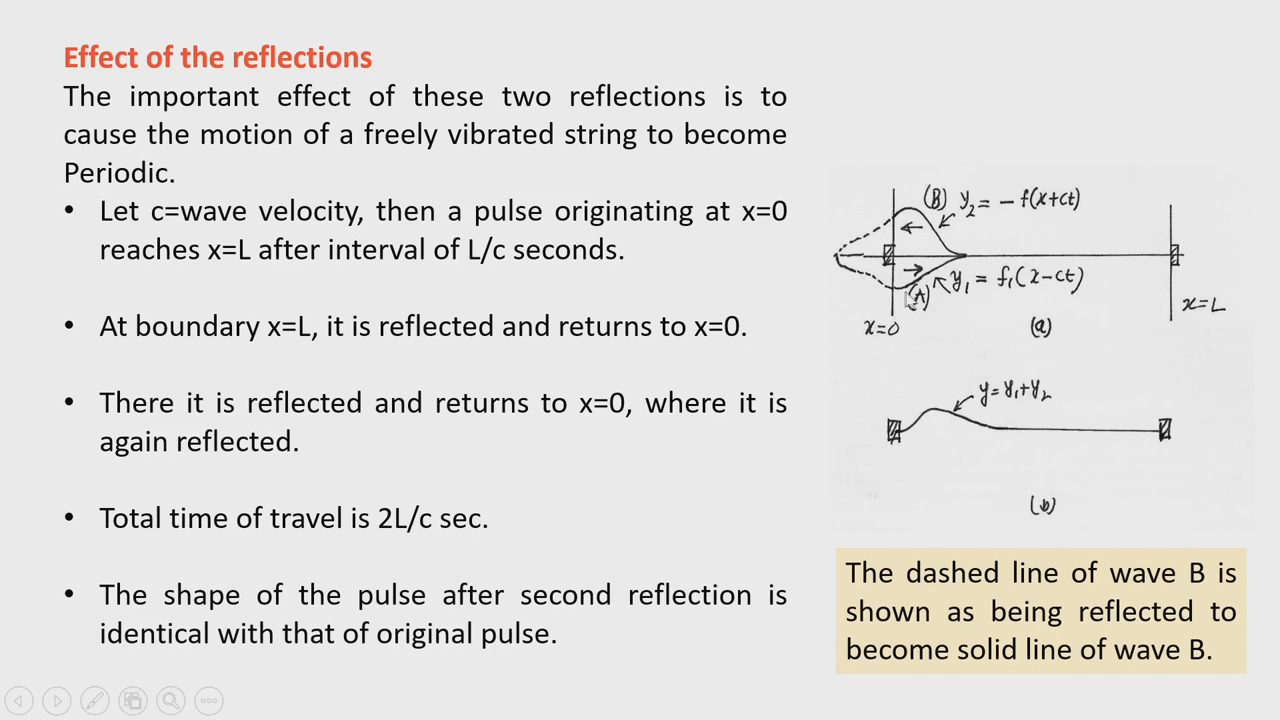 Effect of the reflections
The important effect of these two reflections is to
cause the motion of a freely vibrated string to become
Periodic.
• Let c=wave velocity, then a pulse originating at x=0
reaches x=L after interval of L/c seconds.
• At boundary x=L, it is reflected and returns to x=0.
• There it is reflected and returns to x=0, where it is
again reflected.
• Total time of travel is 2L/c sec.
• The shape of the pulse after second reflection is
identical with that of original pulse.
(B) y₂ = - f(x+ct)
(A) y₁ = f₁(x-ct)
x=0
(a)
x=L
y=y₁+y₂
(b)
The dashed line of wave B is
shown as being reflected to
become solid line of wave B.